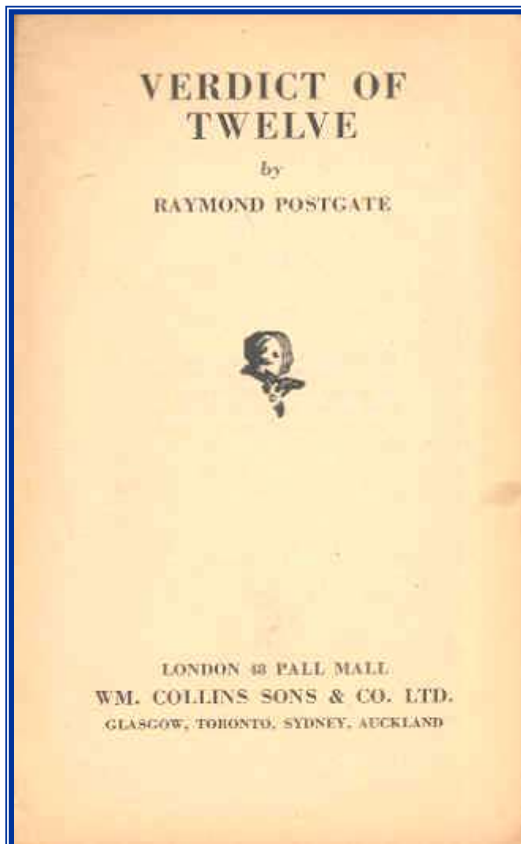 VERDICT OF
TWELVE
by
RAYMOND POSTGATE
LONDON 48 PALL MALL
WM. COLLINS SONS & CO. LTD.
GLASGOW, TORONTO, SYDNEY, AUCKLAND